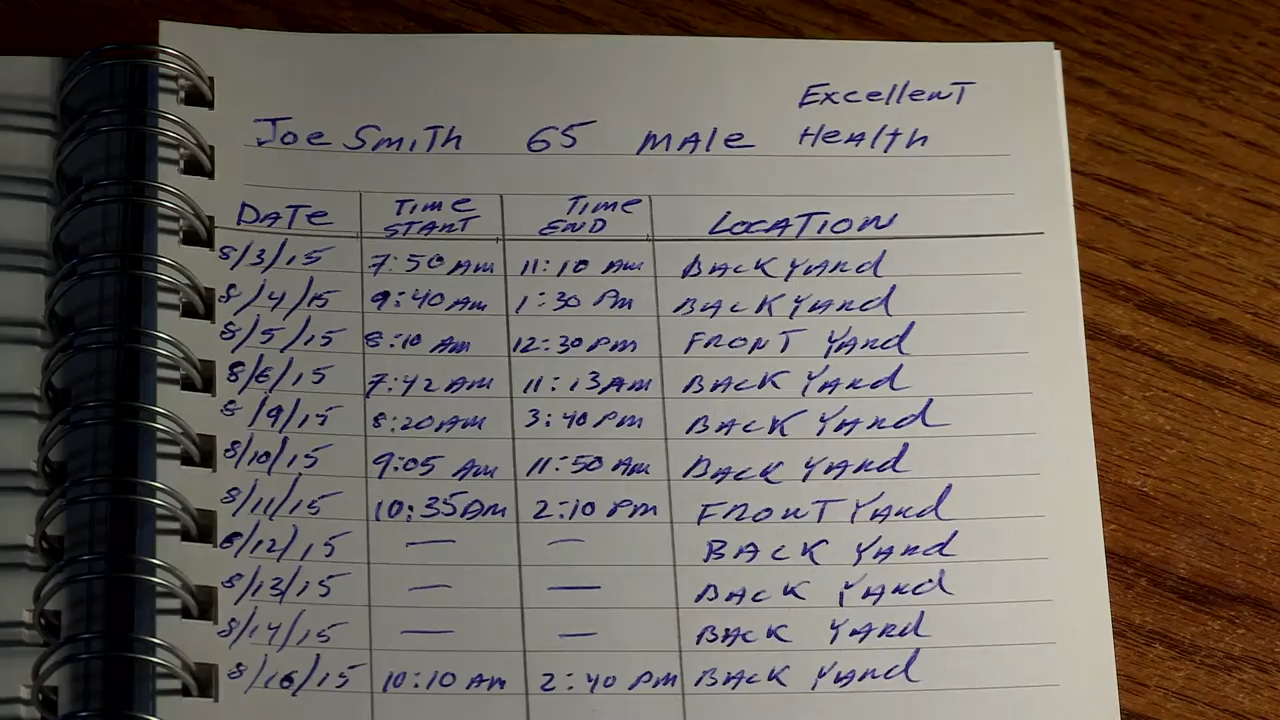 Excellent
Joe Smith 65 Male Health
Date Time Start Time End Location
8/3/15 7:50 Am 11:10 Am Back Yard
8/4/15 9:40 Am 1:30 Pm Back Yard
8/5/15 8:10 Am 12:30 Pm Front Yard
8/6/15 7:42 Am 11:13 Am Back Yard
8/9/15 8:20 Am 3:40 Pm Back Yard
8/10/15 9:05 Am 11:50 Am Back Yard
8/11/15 10:35 Am 2:10 Pm Front Yard
8/12/15 — — Back Yard
8/13/15 — — Back Yard
8/14/15 — — Back Yard
8/16/15 10:10 Am 2:40 Pm Back Yard